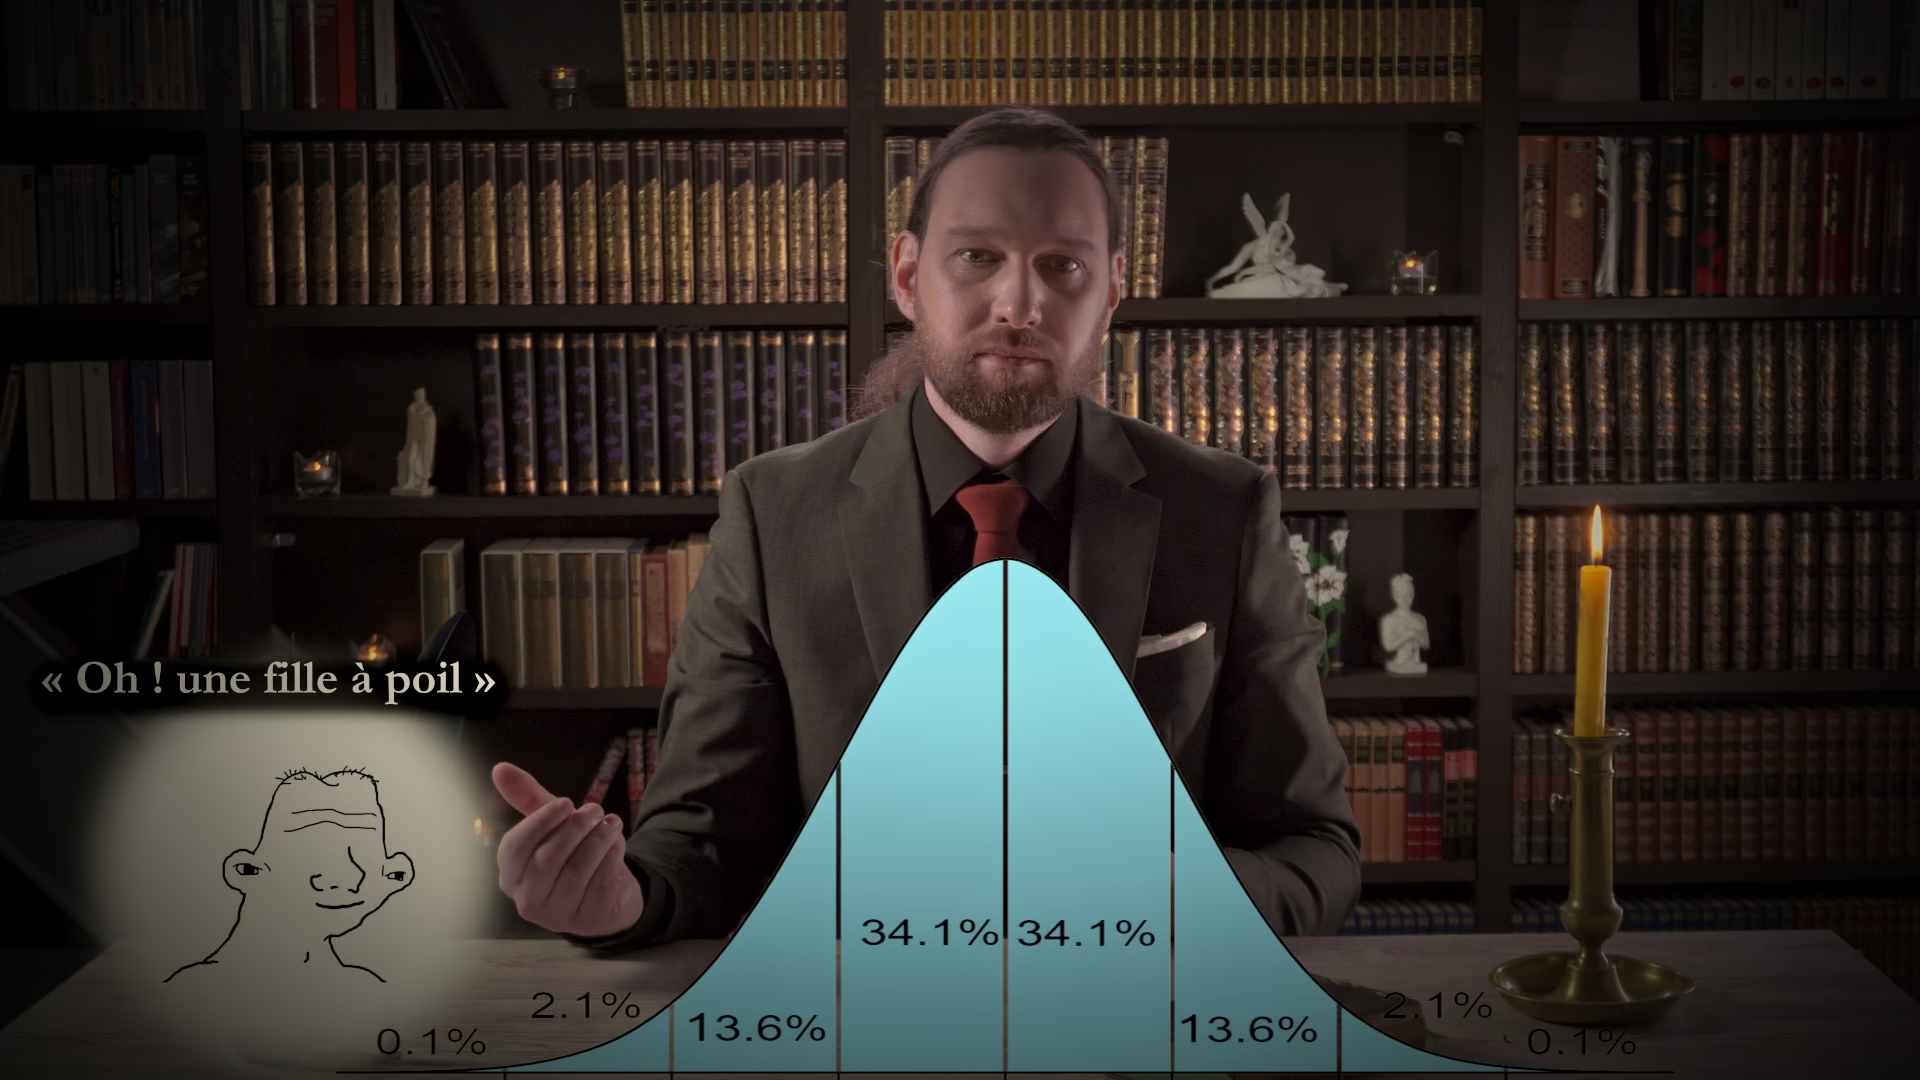 « Oh ! une fille à poil »
34.1% 34.1%
2.1% 2.1%
13.6% 13.6%
0.1% 0.1%